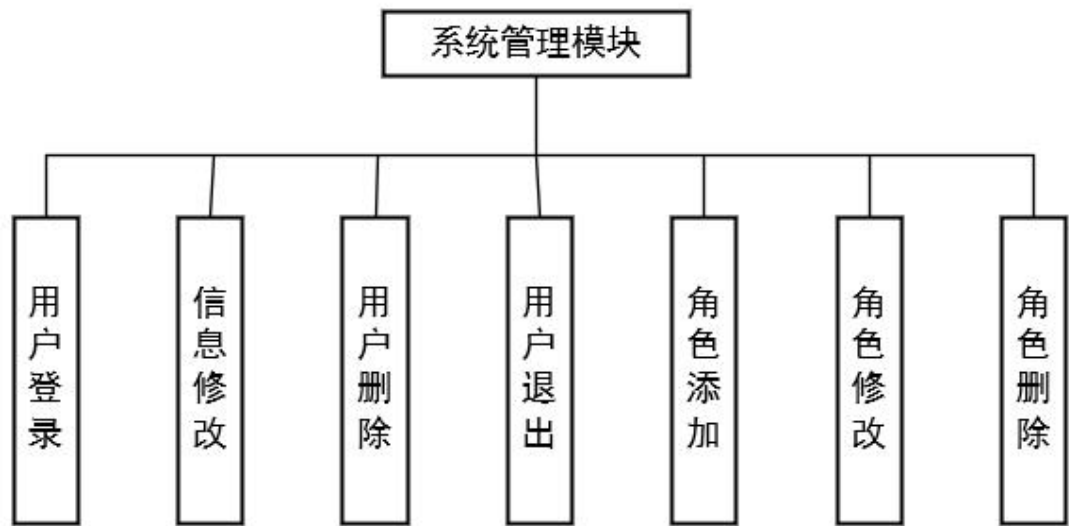 系统管理模块
用户登录
信息修改
用户删除
用户退出
角色添加
角色修改
角色删除